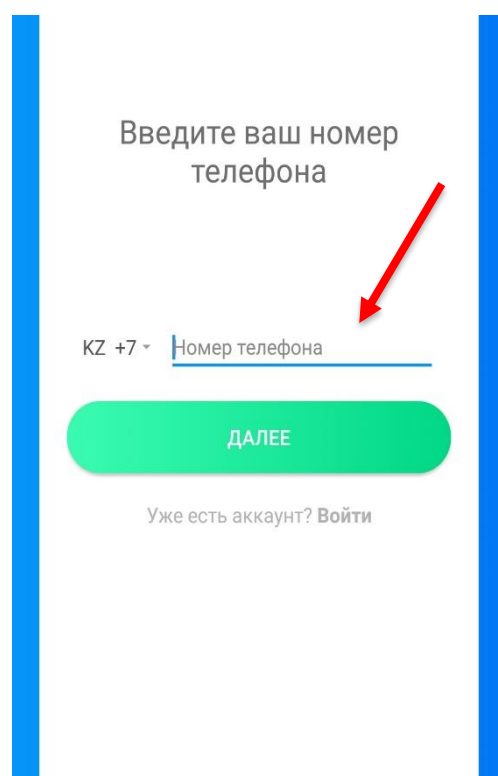 Введите ваш номер
телефона
KZ +7 Номер телефона
ДАЛЕЕ
Уже есть аккаунт? Войти